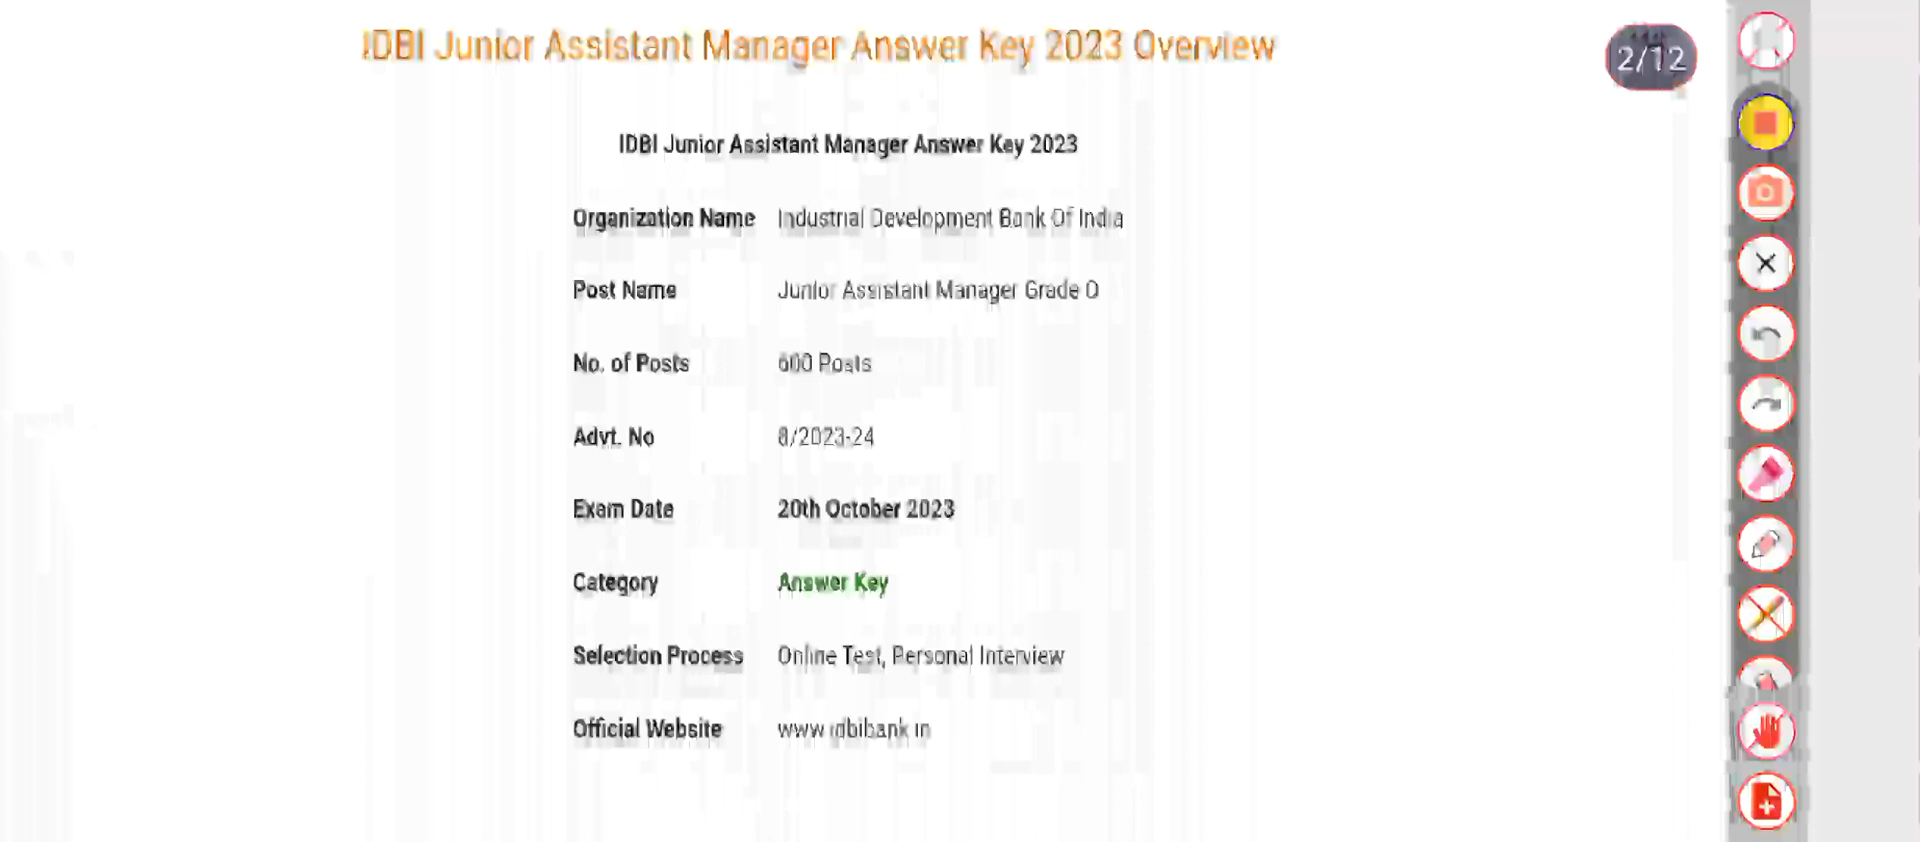 IDBI Junior Assistant Manager Answer Key 2023 Overview
2/12
IDBI Junior Assistant Manager Answer Key 2023
Organization Name Industrial Development Bank Of India
Post Name Junior Assistant Manager Grade O
No. of Posts 600 Posts
Advt. No 8/2023-24
Exam Date 20th October 2023
Category Answer Key
Selection Process Online Test, Personal Interview
Official Website www.idbibank.in